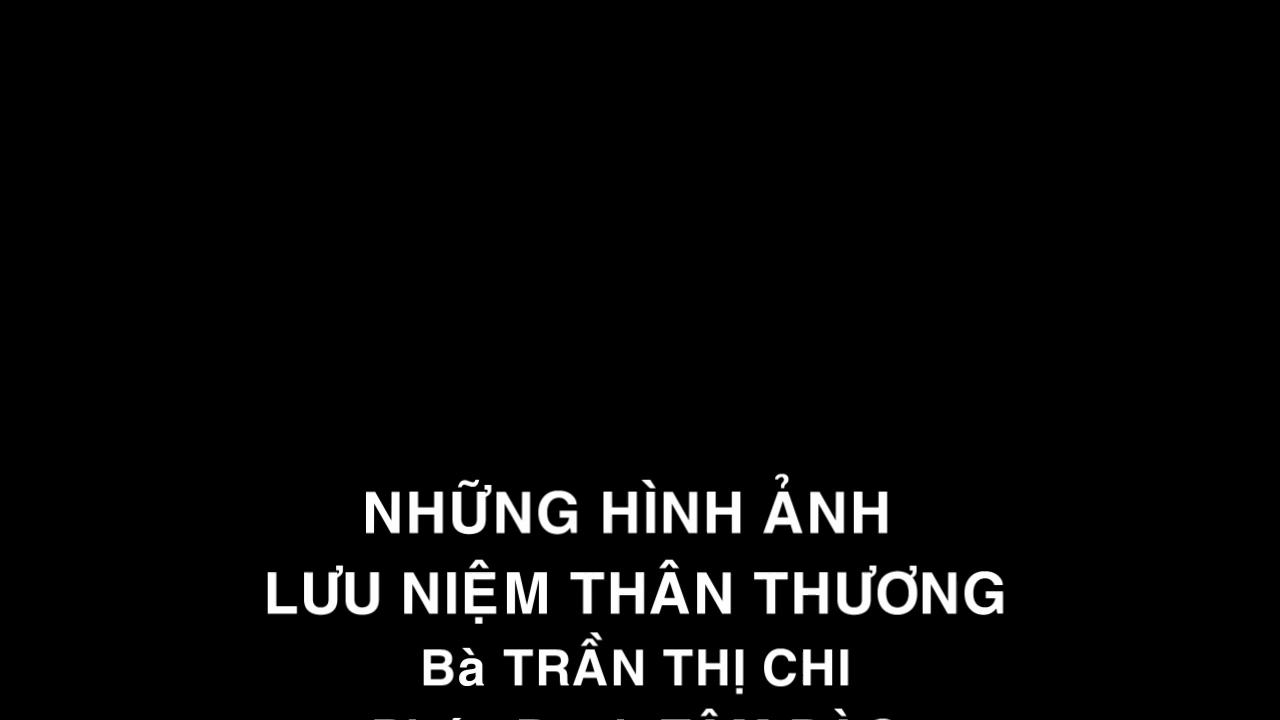 NHỮNG HÌNH ẢNH
LƯU NIỆM THÂN THƯƠNG
Bà TRẦN THỊ CHI